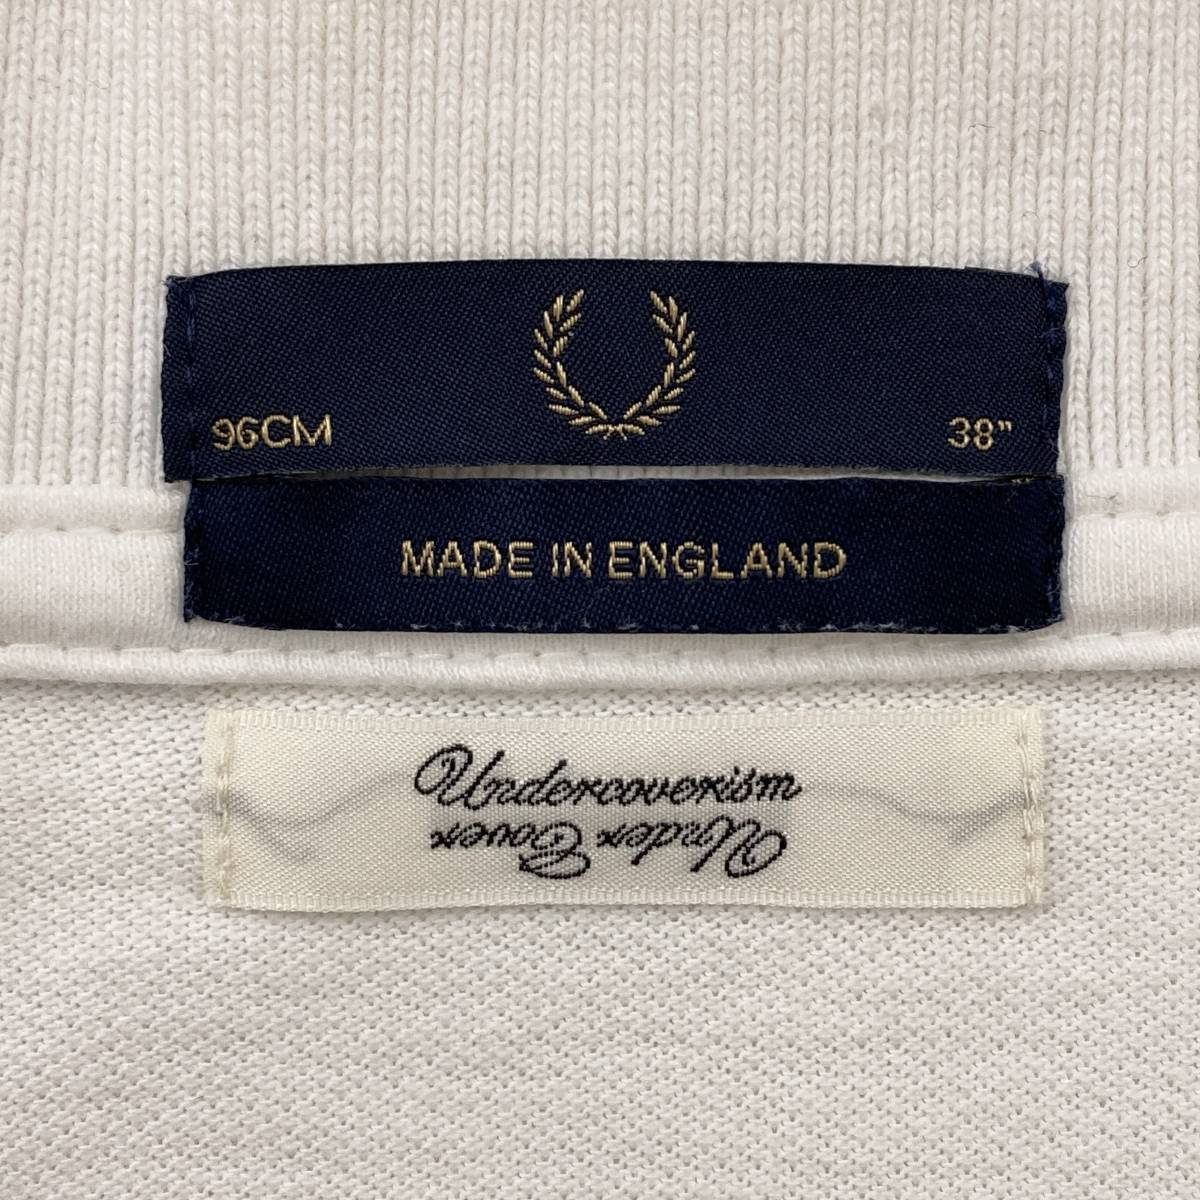 96CM 38"
MADE IN ENGLAND
Undercoverism
Under Cover